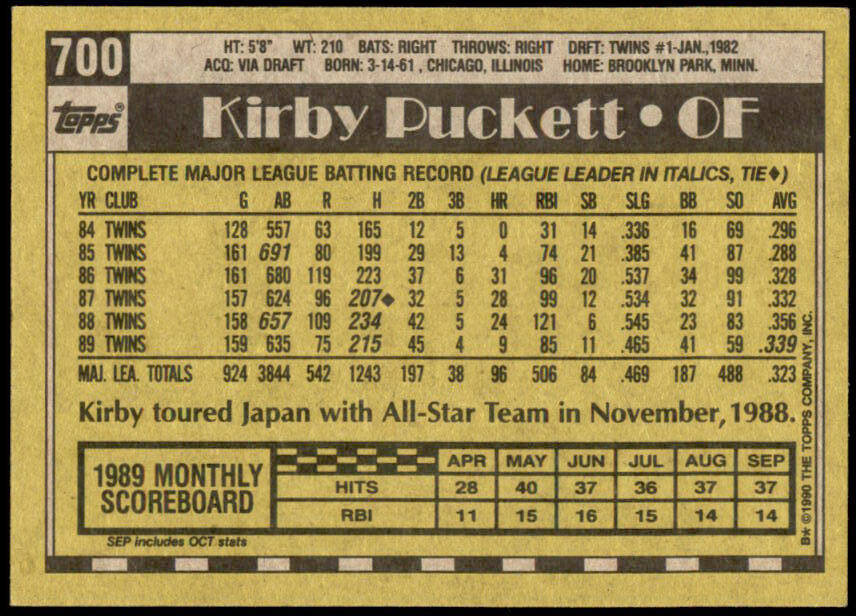 700
HT: 5'8" WT: 210 BATS: RIGHT THROWS: RIGHT DRFT: TWINS #1-JAN.,1982
ACQ: VIA DRAFT BORN: 3-14-61 , CHICAGO, ILLINOIS HOME: BROOKLYN PARK, MINN.
topps®
Kirby Puckett • OF
COMPLETE MAJOR LEAGUE BATTING RECORD (LEAGUE LEADER IN ITALICS, TIE♦)
YR CLUB G AB R H 2B 3B HR RBI SB SLG BB SO AVG
84 TWINS 128 557 63 165 12 5 0 31 14 .336 16 69 .296
85 TWINS 161 691 80 199 29 13 4 74 21 .385 41 87 .288
86 TWINS 161 680 119 223 37 6 31 96 20 .537 34 99 .328
87 TWINS 157 624 96 207♦ 32 5 28 99 12 .534 32 91 .332
88 TWINS 158 657 109 234 42 5 24 121 6 .545 23 83 .356
89 TWINS 159 635 75 215 45 4 9 85 11 .465 41 59 .339
MAJ. LEA. TOTALS 924 3844 542 1243 197 38 96 506 84 .469 187 488 .323
Kirby toured Japan with All-Star Team in November, 1988.
1989 MONTHLY
SCOREBOARD
APR MAY JUN JUL AUG SEP
HITS 28 40 37 36 37 37
RBI 11 15 16 15 14 14
SEP includes OCT stats
B★ ©1990 THE TOPPS COMPANY, INC.